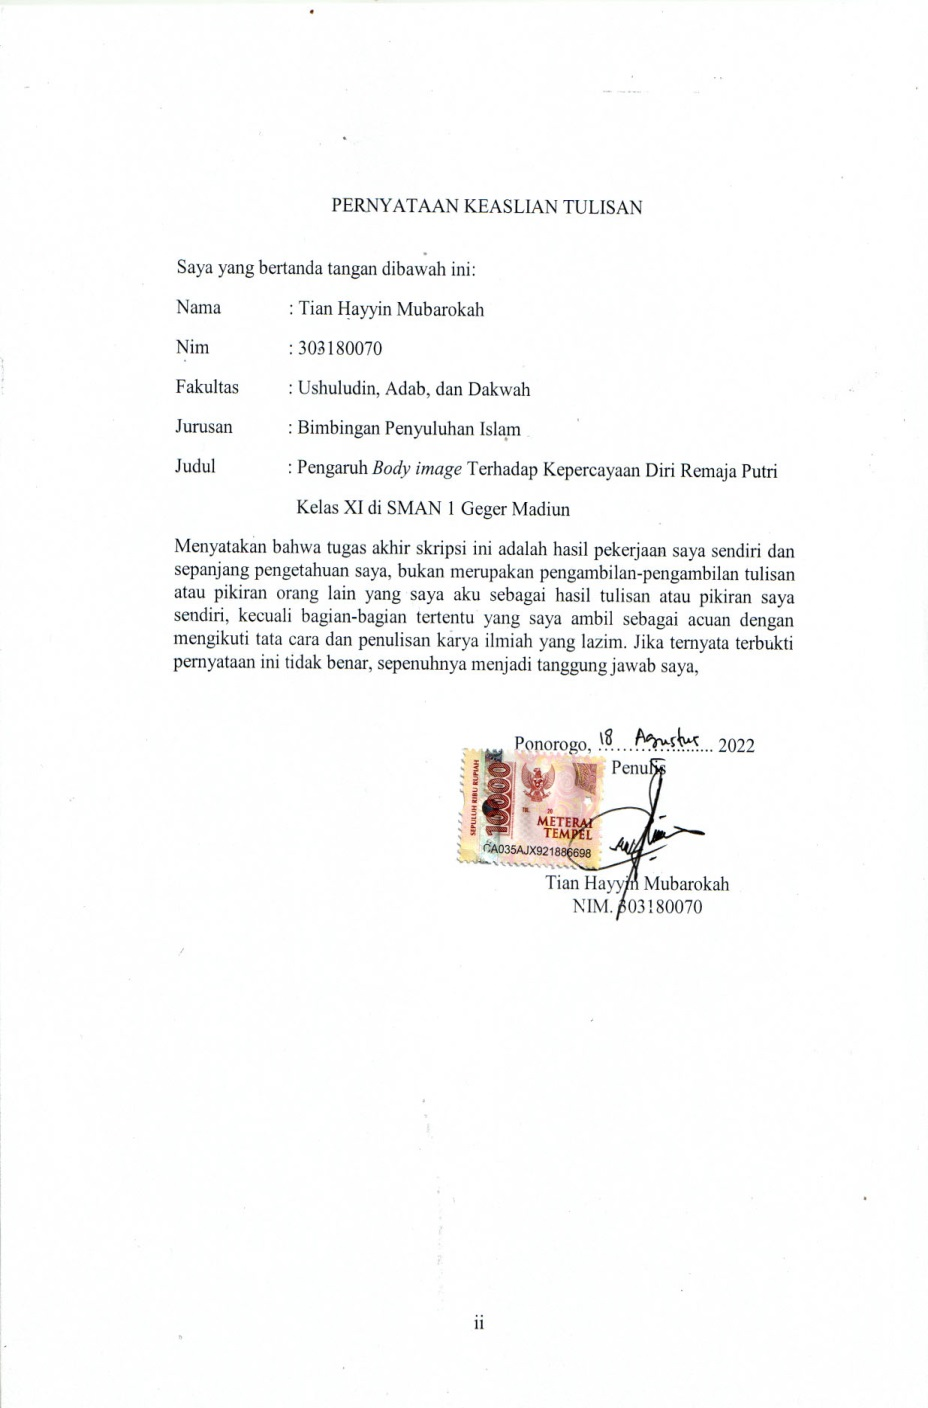 PERNYATAAN KEASLIAN TULISAN
Saya yang bertanda tangan dibawah ini:
Nama : Tian Hayyin Mubarokah
Nim : 303180070
Fakultas : Ushuludin, Adab, dan Dakwah
Jurusan : Bimbingan Penyuluhan Islam
Judul : Pengaruh Body image Terhadap Kepercayaan Diri Remaja Putri
Kelas XI di SMAN 1 Geger Madiun
Menyatakan bahwa tugas akhir skripsi ini adalah hasil pekerjaan saya sendiri dan
sepanjang pengetahuan saya, bukan merupakan pengambilan-pengambilan tulisan
atau pikiran orang lain yang saya aku sebagai hasil tulisan atau pikiran saya
sendiri, kecuali bagian-bagian tertentu yang saya ambil sebagai acuan dengan
mengikuti tata cara dan penulisan karya ilmiah yang lazim. Jika ternyata terbukti
pernyataan ini tidak benar, sepenuhnya menjadi tanggung jawab saya,
Ponorogo, 18 Agustus 2022
Penulis
SEPULUH RIBU RUPIAH
10000
METERAI
TEMPEL
CA035AJX921886698
Tian Hayyin Mubarokah
NIM. 303180070
ii